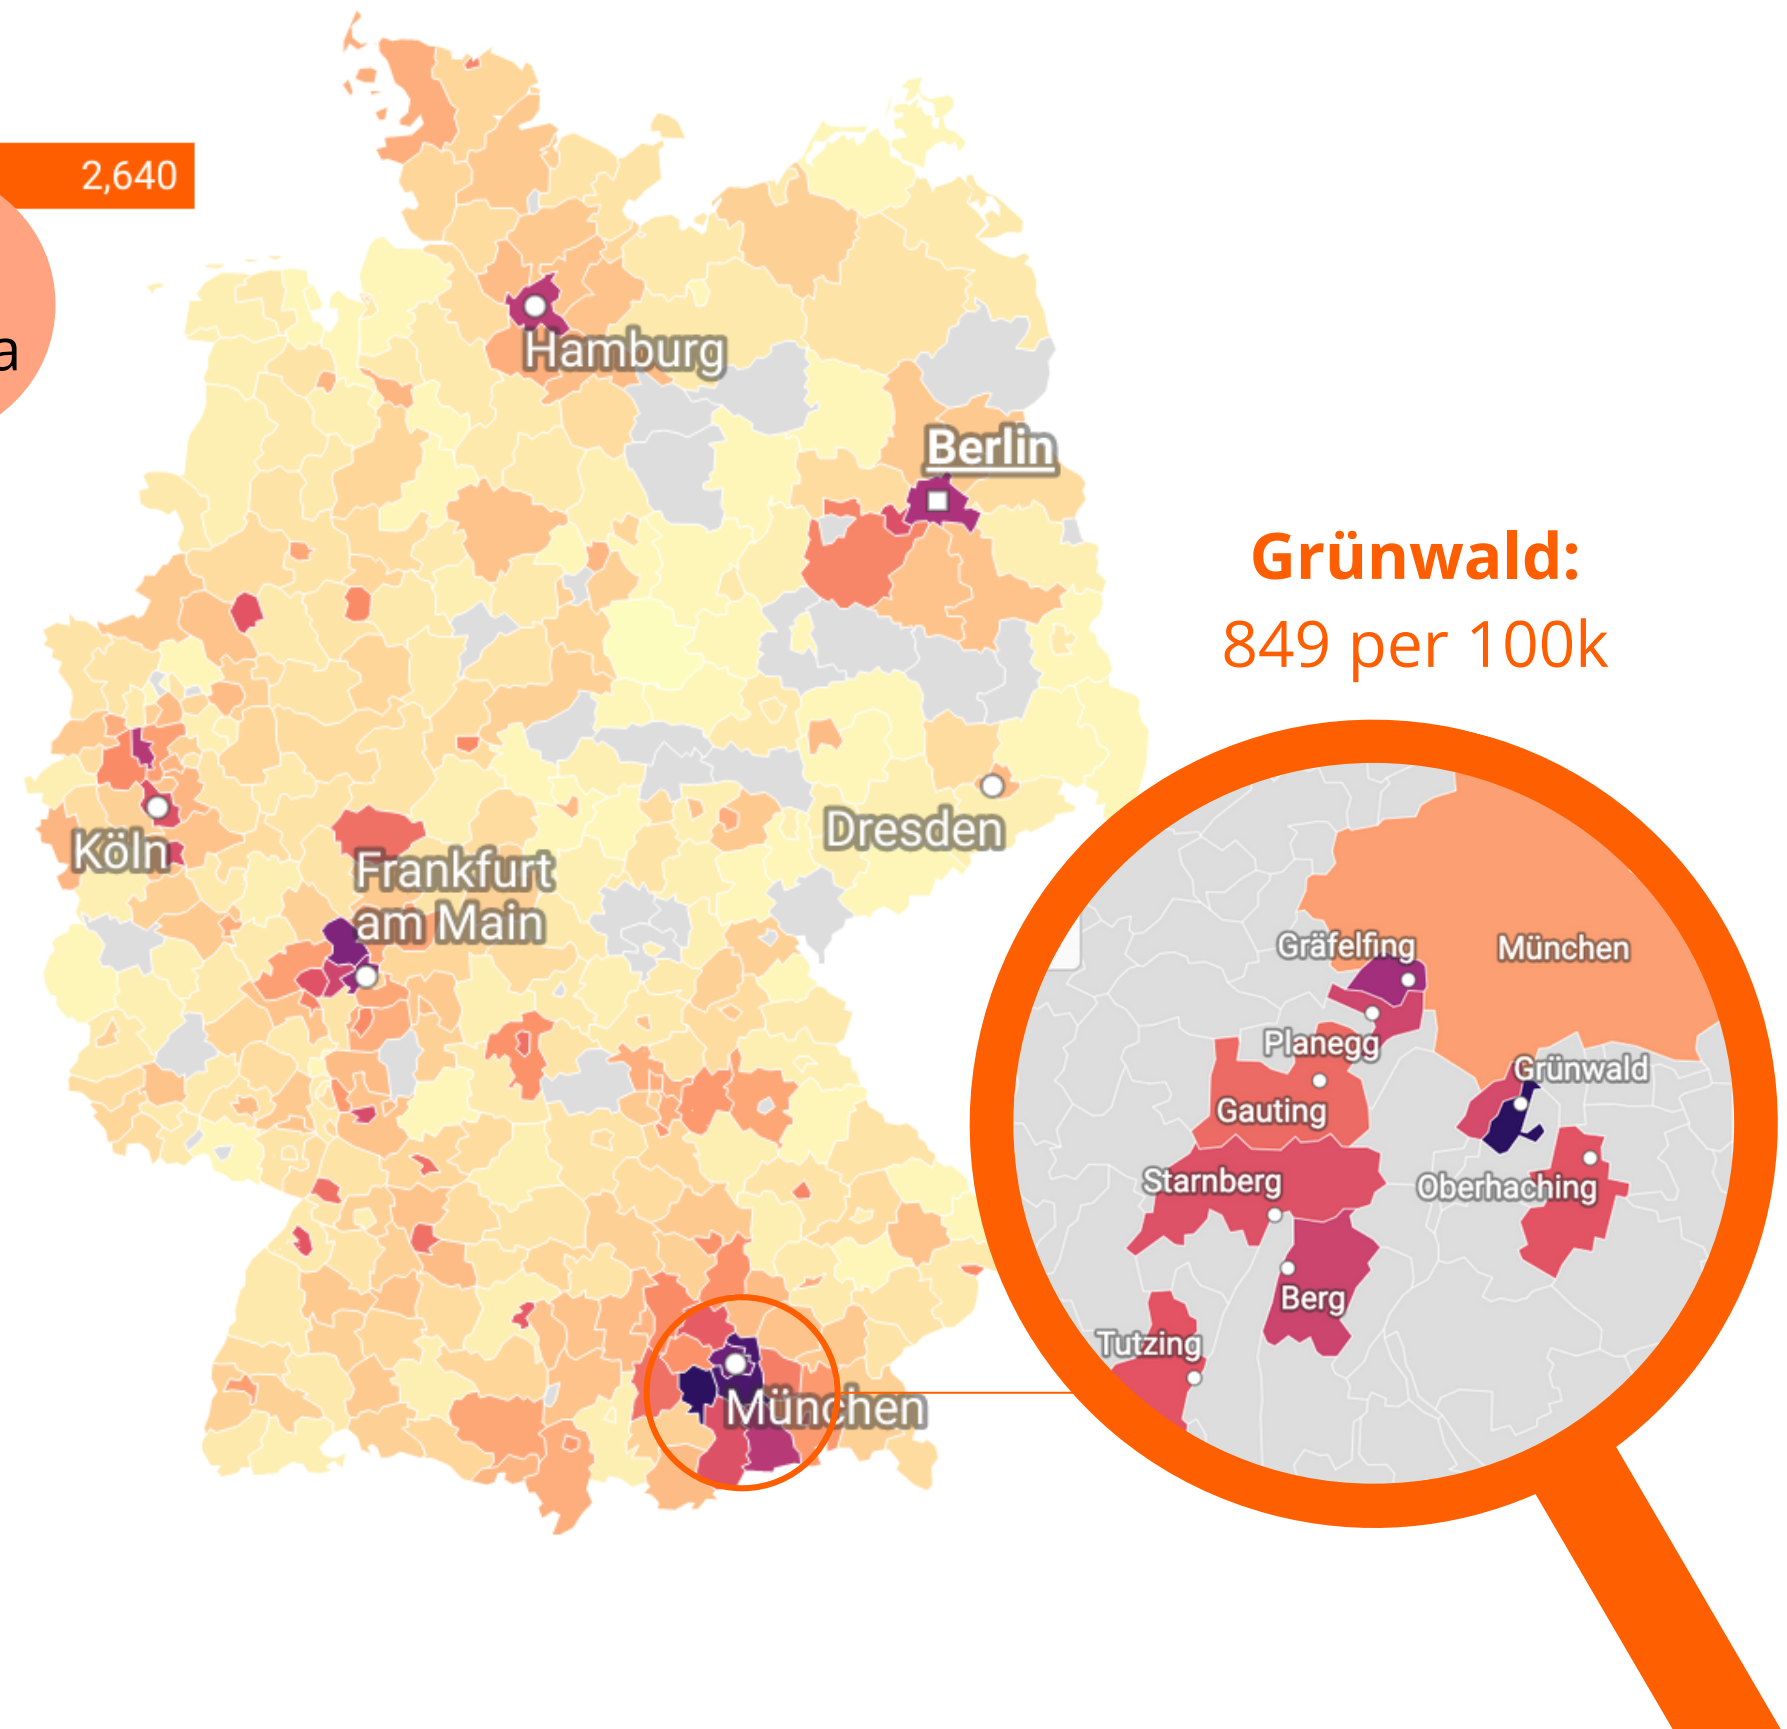 2,640
a
Hamburg
Berlin
Grünwald:
849 per 100k
Köln
Dresden
Frankfurt
am Main
München
Gräfelfing
München
Planegg
Grünwald
Gauting
Starnberg
Oberhaching
Berg
Tutzing